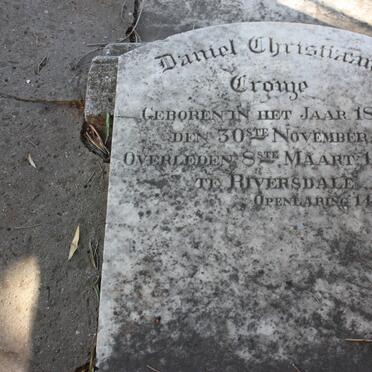 Daniel Christiaan
Cronje
GEBOREN IN HET JAAR 18
DEN 30STE NOVEMBER
OVERLEDEN 8STE MAART 1
TE RIVERSDALE
OPENBARING 14